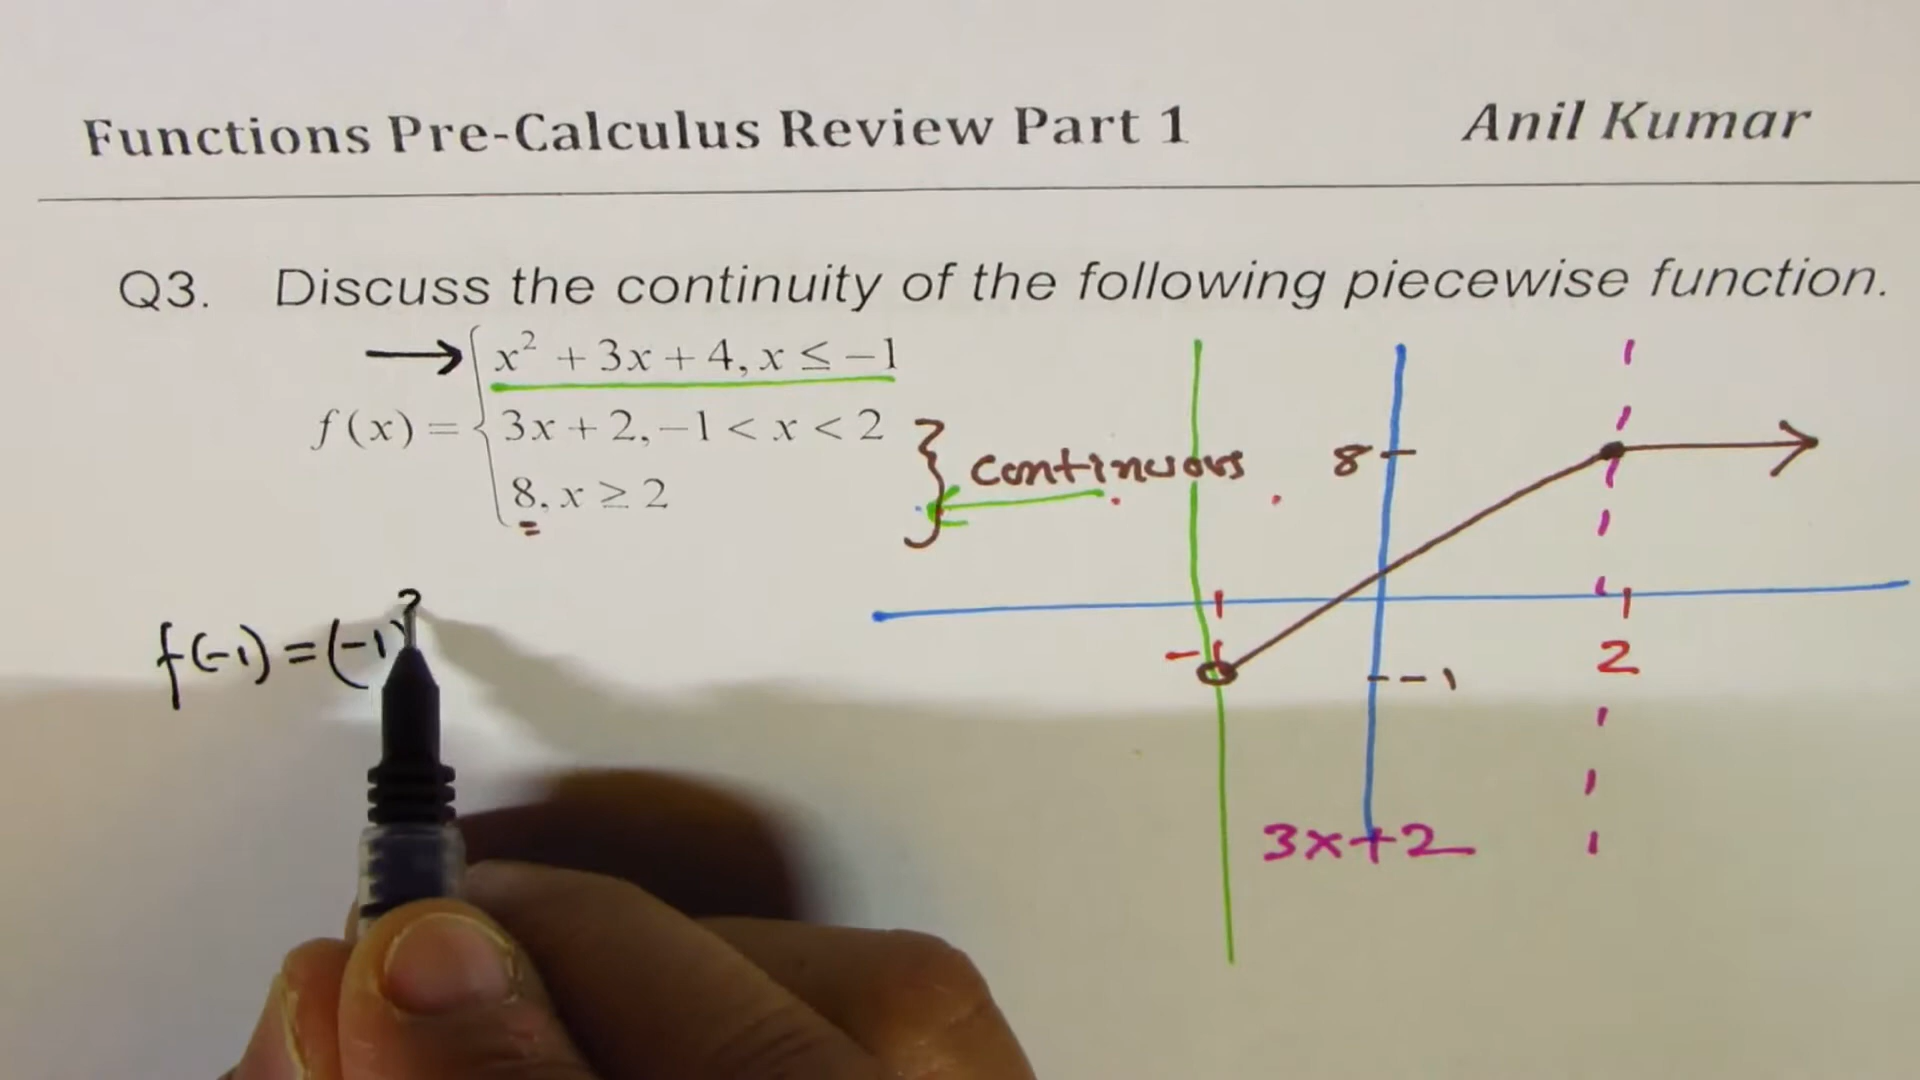 Functions Pre-Calculus Review Part 1 Anil Kumar
Q3. Discuss the continuity of the following piecewise function.
x² + 3x + 4, x ≤ −1
f(x) = 3x + 2, −1 < x < 2
8, x ≥ 2
continuous
8
f(-1) = (-1)²
-1
2
-1
3x+2